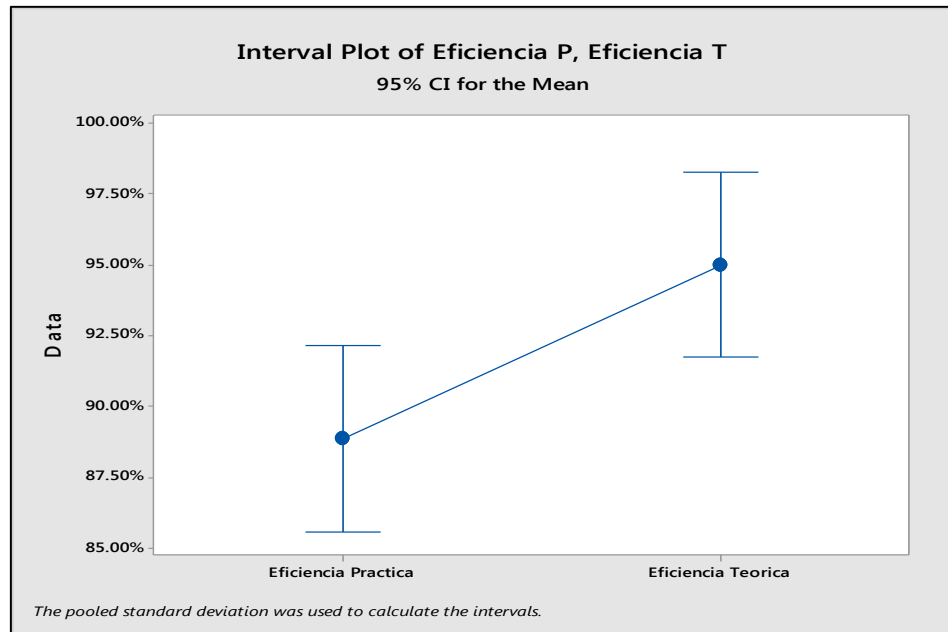 Interval Plot of Eficiencia P, Eficiencia T
95% CI for the Mean
100.00%
97.50%
95.00%
92.50%
90.00%
87.50%
85.00%
Data
Eficiencia Practica
Eficiencia Teorica
The pooled standard deviation was used to calculate the intervals.